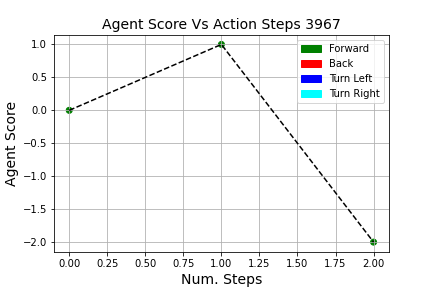 Agent Score Vs Action Steps 3967
Agent Score
1.0
0.5
0.0
−0.5
−1.0
−1.5
−2.0
Forward
Back
Turn Left
Turn Right
0.00 0.25 0.50 0.75 1.00 1.25 1.50 1.75 2.00
Num. Steps